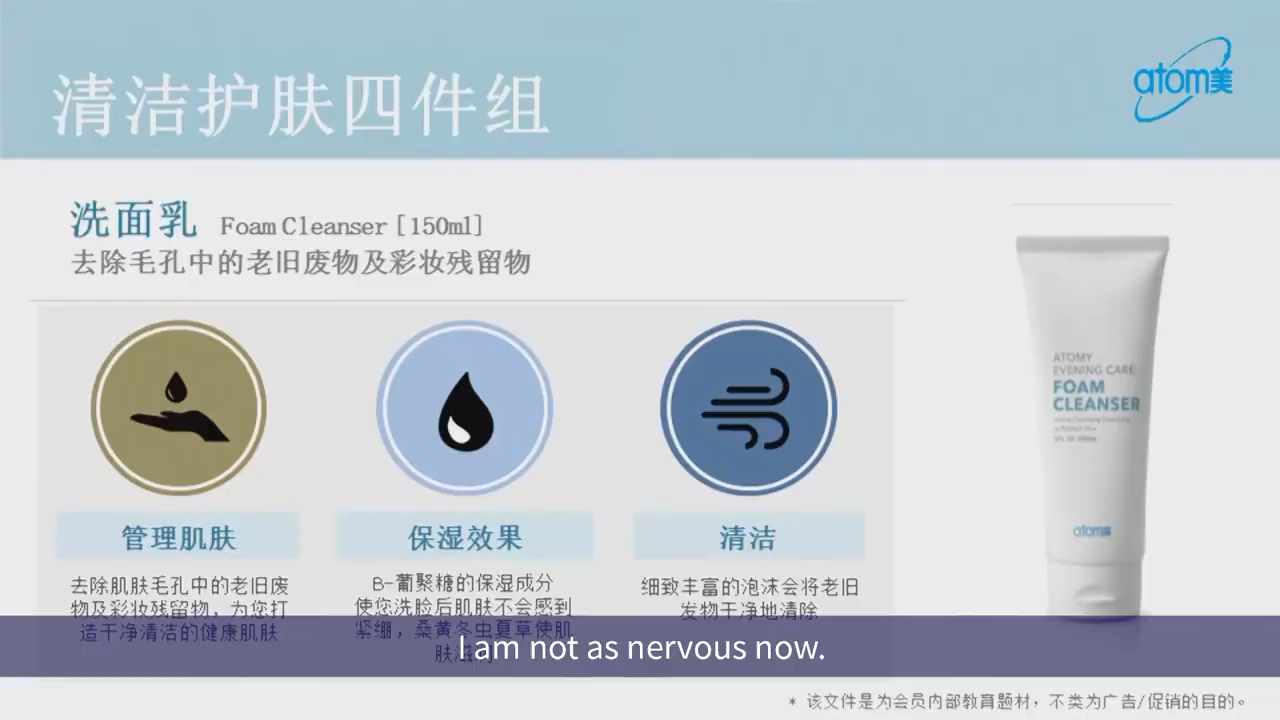 清洁护肤四件组
atom美
洗面乳 Foam Cleanser [150ml]
去除毛孔中的老旧废物及彩妆残留物
ATOMY
EVENING CARE
FOAM
CLEANSER
atom美
管理肌肤
保湿效果
清洁
去除肌肤毛孔中的老旧废
物及彩妆残留物，为您打
造干净清洁的健康肌肤
B-葡聚糖的保湿成分
使您洗脸后肌肤不会感到
紧绷，桑黄冬虫夏草使肌
肤滋
细致丰富的泡沫会将老旧
发物干净地清除
I am not as nervous now.
* 该文件是为会员内部教育题材，不类为广告/促销的目的。